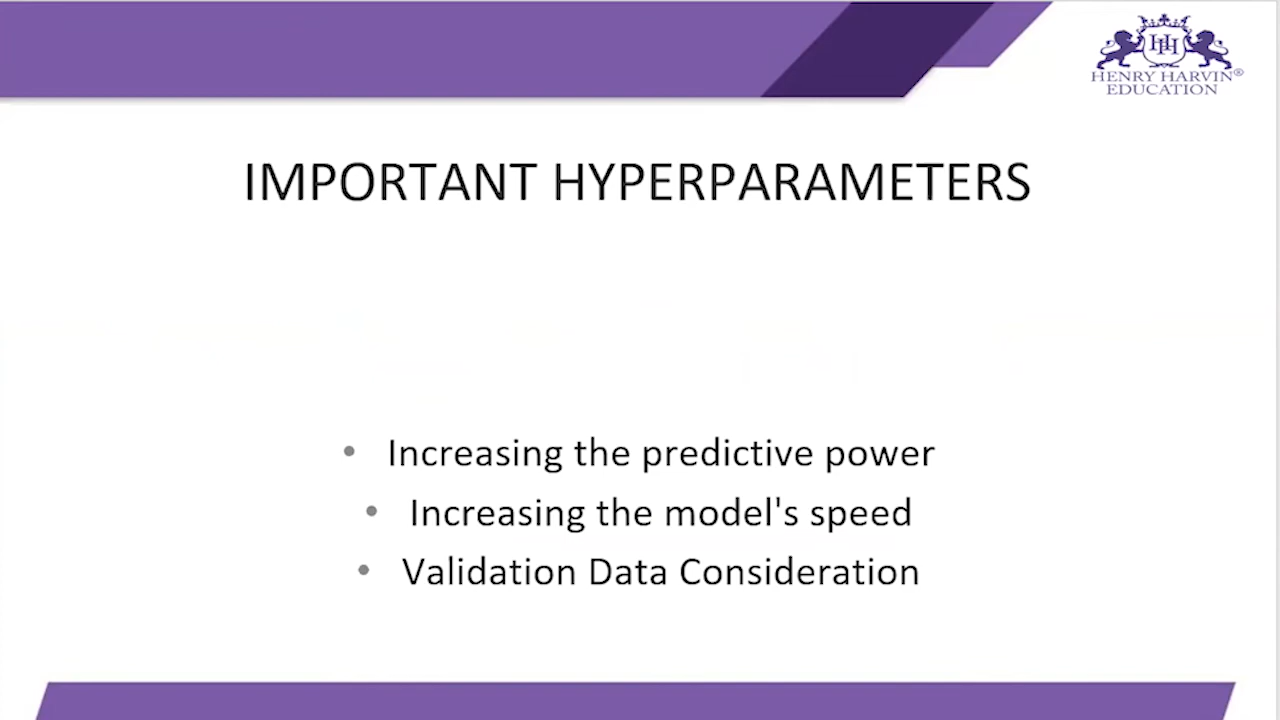 HENRY HARVIN®
EDUCATION
IMPORTANT HYPERPARAMETERS
• Increasing the predictive power
• Increasing the model's speed
• Validation Data Consideration